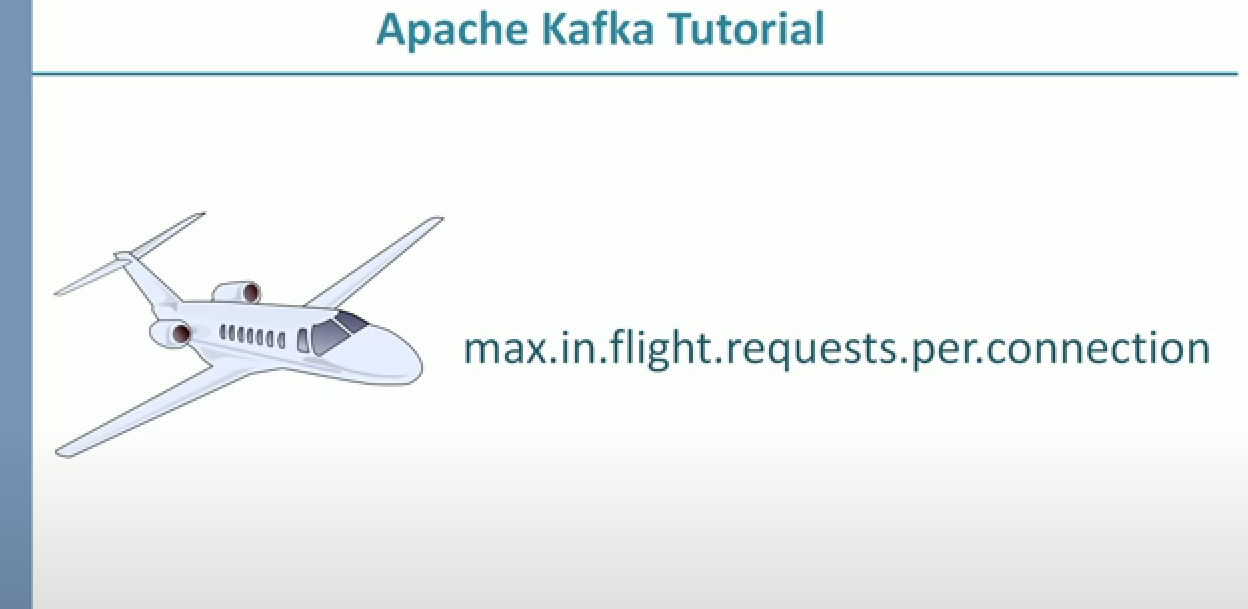 Apache Kafka Tutorial
max.in.flight.requests.per.connection